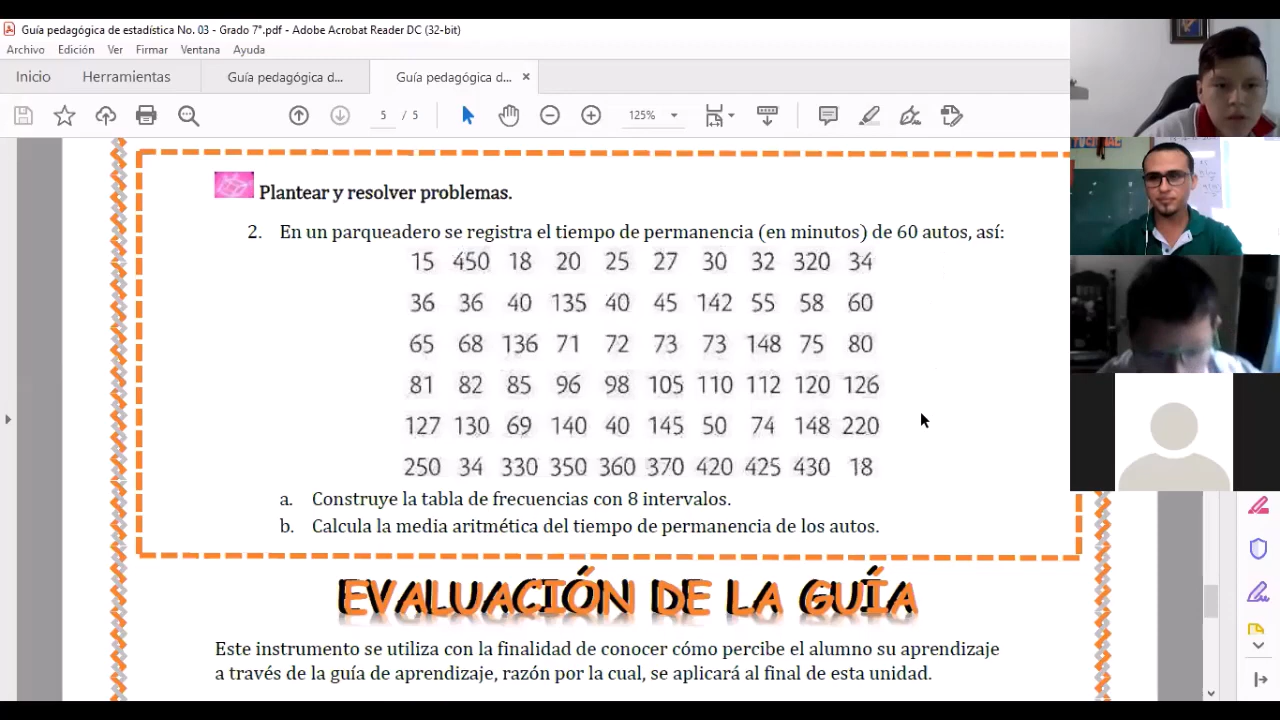 Guía pedagógica de estadística No. 03 - Grado 7°.pdf - Adobe Acrobat Reader DC (32-bit)
Archivo Edición Ver Firmar Ventana Ayuda
Inicio Herramientas Guía pedagógica d... Guía pedagógica d... ×
5 / 5 125%
Plantear y resolver problemas.
2. En un parqueadero se registra el tiempo de permanencia (en minutos) de 60 autos, así:
15 450 18 20 25 27 30 32 320 34
36 36 40 135 40 45 142 55 58 60
65 68 136 71 72 73 73 148 75 80
81 82 85 96 98 105 110 112 120 126
127 130 69 140 40 145 50 74 148 220
250 34 330 350 360 370 420 425 430 18
a. Construye la tabla de frecuencias con 8 intervalos.
b. Calcula la media aritmética del tiempo de permanencia de los autos.
EVALUACIÓN DE LA GUÍA
Este instrumento se utiliza con la finalidad de conocer cómo percibe el alumno su aprendizaje
a través de la guía de aprendizaje, razón por la cual, se aplicará al final de esta unidad.